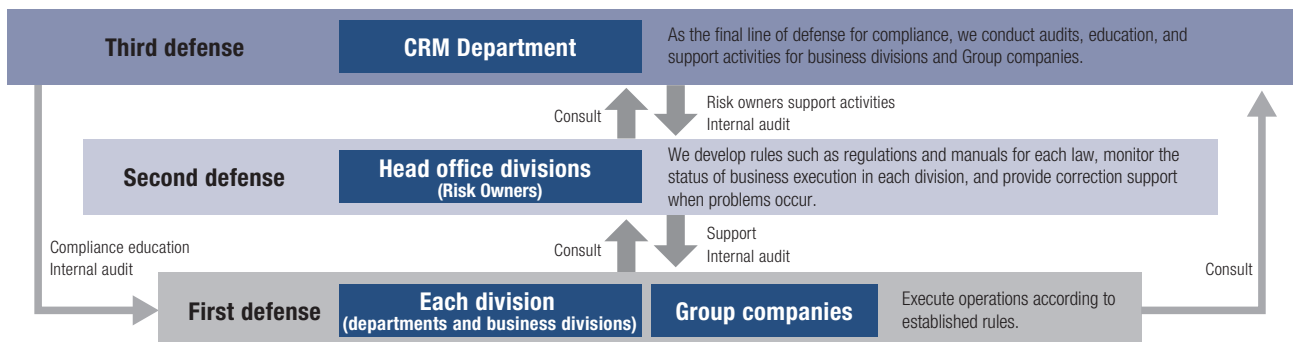 Third defense
CRM Department
As the final line of defense for compliance, we conduct audits, education, and
support activities for business divisions and Group companies.
Consult
Risk owners support activities
Internal audit
Second defense
Head office divisions
(Risk Owners)
We develop rules such as regulations and manuals for each law, monitor the
status of business execution in each division, and provide correction support
when problems occur.
Compliance education
Internal audit
Consult
Support
Internal audit
Consult
First defense
Each division
(departments and business divisions)
Group companies
Execute operations according to
established rules.